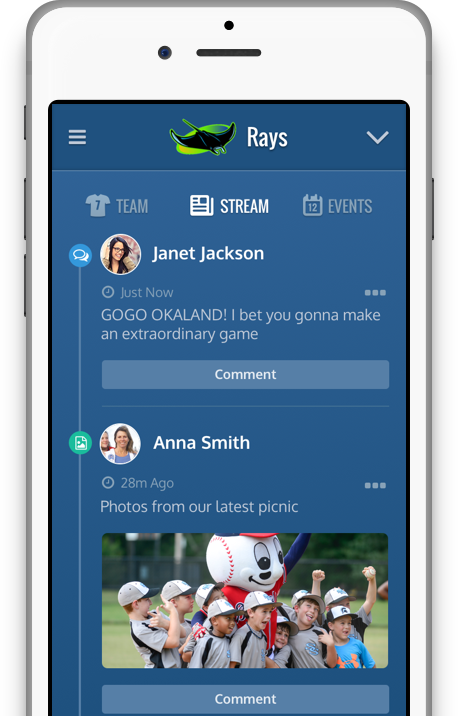 Rays
7 TEAM
STREAM
12 EVENTS
Janet Jackson
Just Now
GOGO OKALAND! I bet you gonna make
an extraordinary game
Comment
Anna Smith
28m Ago
Photos from our latest picnic
Comment